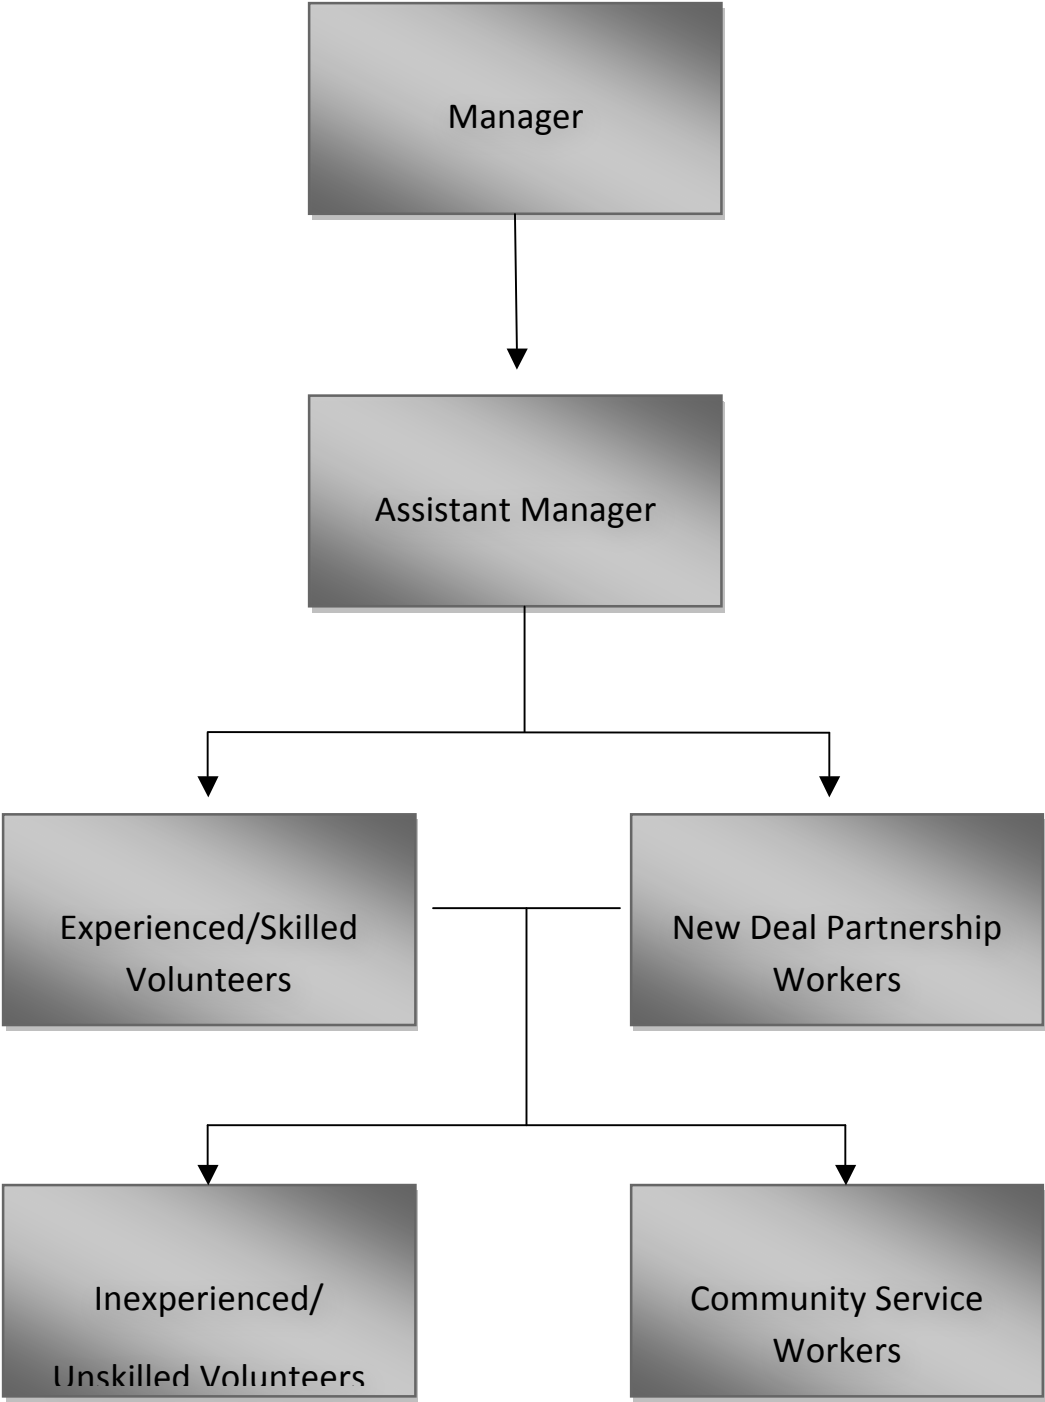 Manager
Assistant Manager
Experienced/Skilled
Volunteers
New Deal Partnership
Workers
Inexperienced/
Unskilled Volunteers
Community Service
Workers